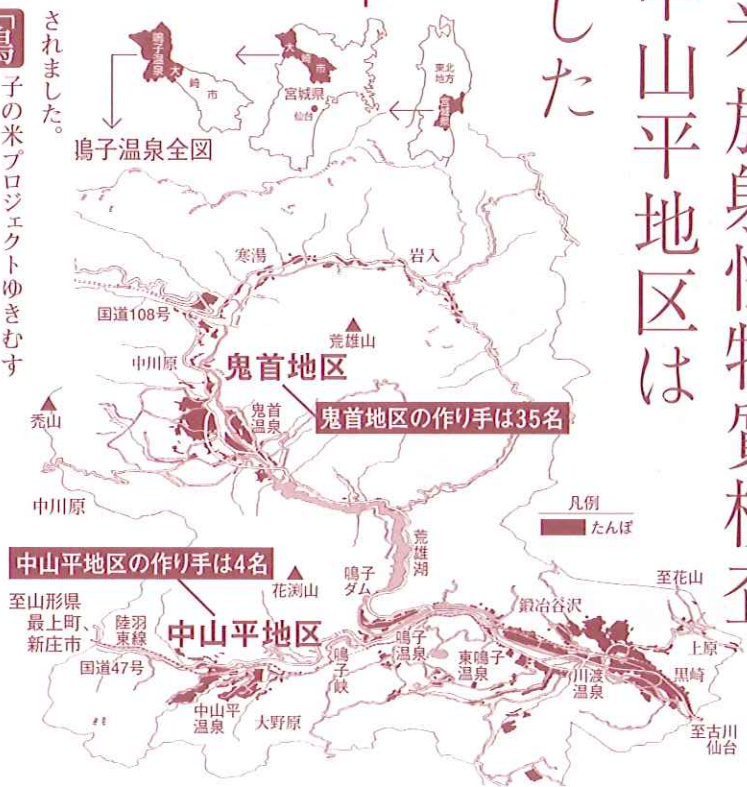 米 放射性物質検査
中山平地区は
した
されました。
「鳴子の米プロジェクトゆきむす
鳴子温泉
大崎市
大崎市
宮城県
仙台
東北
地方
宮城県
鳴子温泉全図
寒湯
岩入
国道108号
荒雄山
中川原
鬼首地区
鬼首
温泉
鬼首地区の作り手は35名
禿山
中川原
凡例
たんぼ
荒雄湖
中山平地区の作り手は4名
花渕山
鳴子
ダム
至花山
至山形県
最上町、
新庄市
陸羽
東線
中山平地区
鍛冶谷沢
上原
国道47号
鳴子峡
鳴子
温泉
東鳴子
温泉
川渡
温泉
黒崎
中山平
温泉
大野原
至古川
仙台